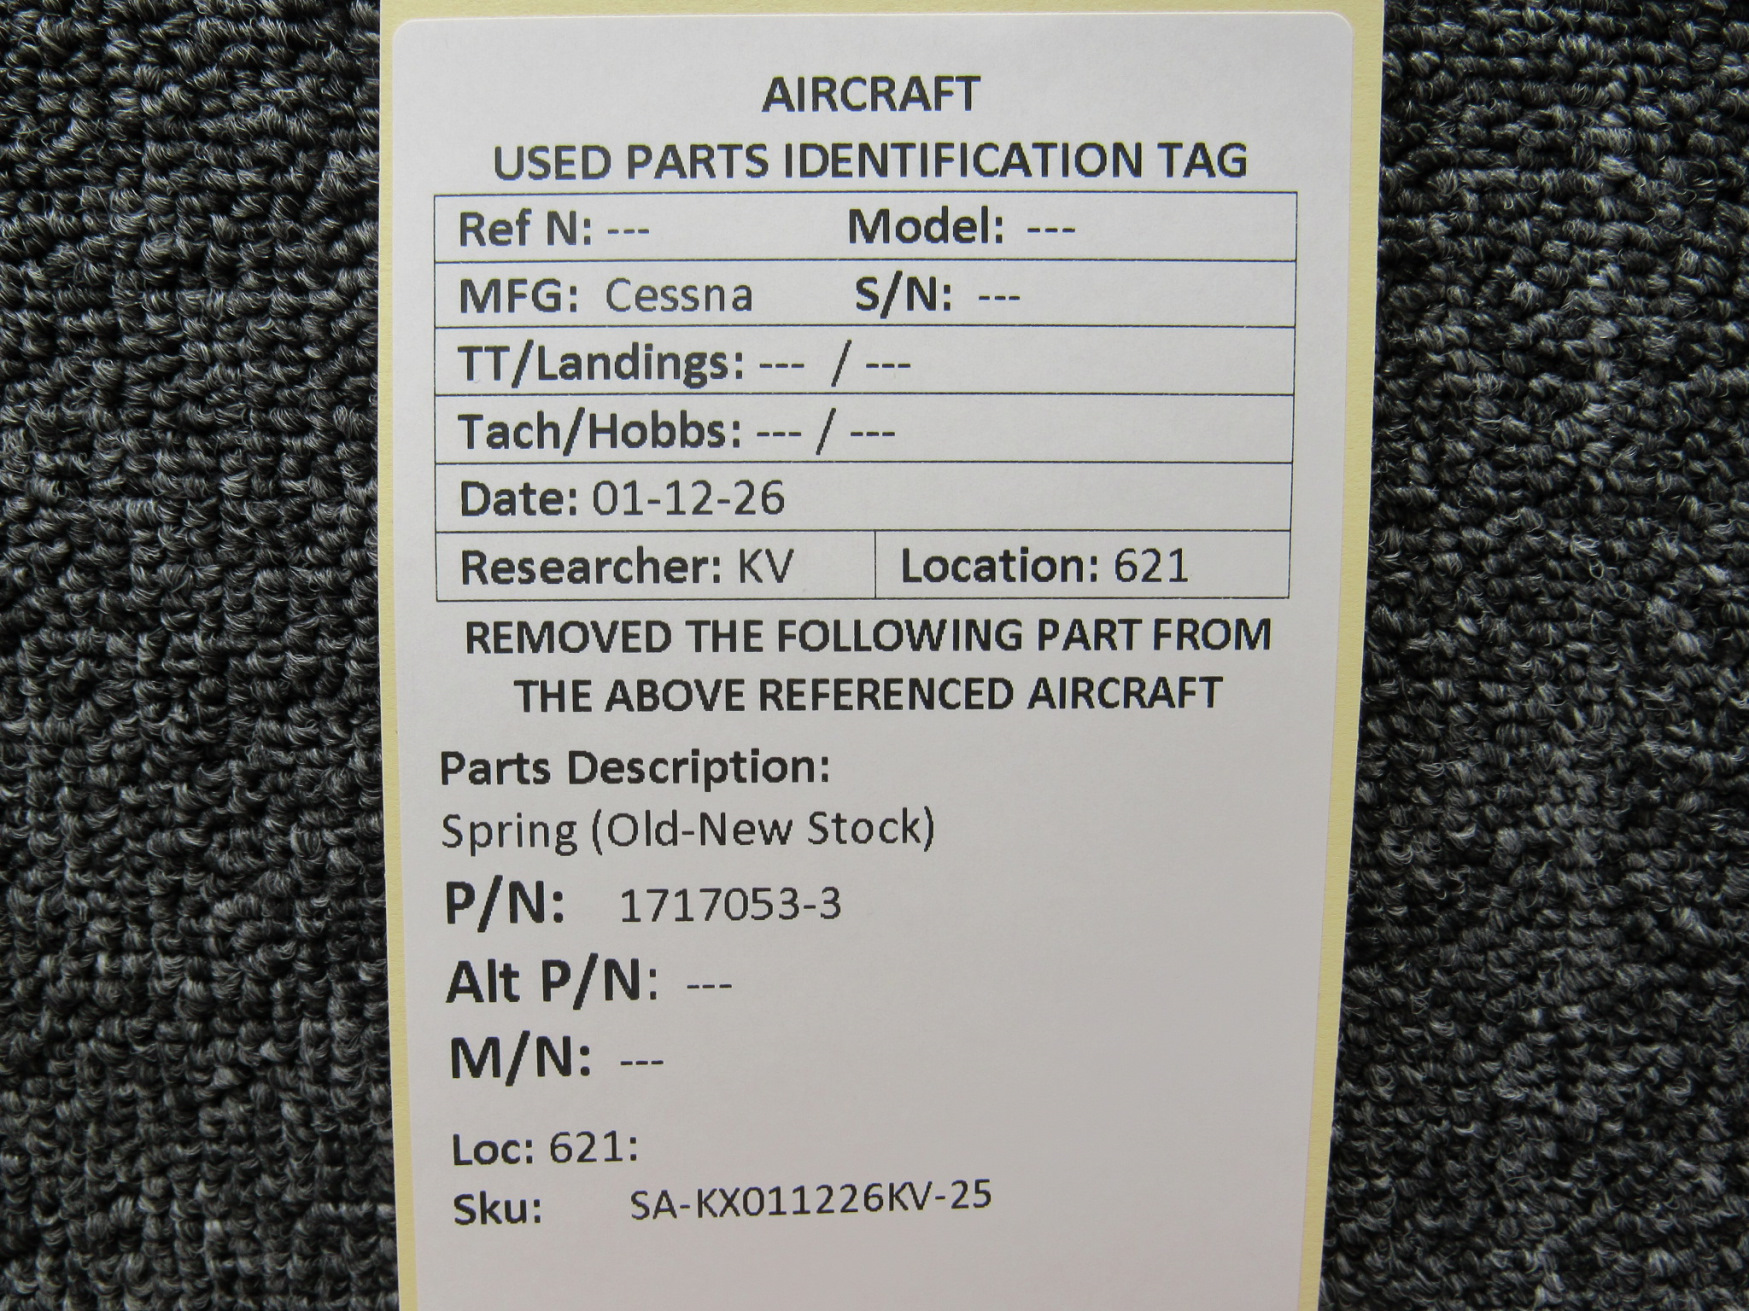 AIRCRAFT
USED PARTS IDENTIFICATION TAG
Ref N: --- Model: ---
MFG: Cessna S/N: ---
TT/Landings: --- / ---
Tach/Hobbs: --- / ---
Date: 01-12-26
Researcher: KV Location: 621
REMOVED THE FOLLOWING PART FROM
THE ABOVE REFERENCED AIRCRAFT
Parts Description:
Spring (Old-New Stock)
P/N: 1717053-3
Alt P/N: ---
M/N: ---
Loc: 621:
Sku: SA-KX011226KV-25